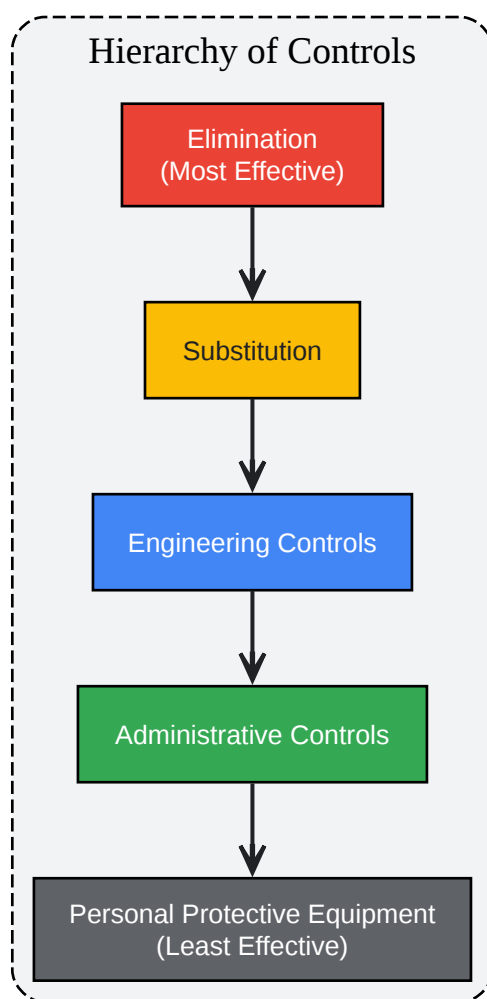 Hierarchy of Controls
Elimination
(Most Effective)
Substitution
Engineering Controls
Administrative Controls
Personal Protective Equipment
(Least Effective)